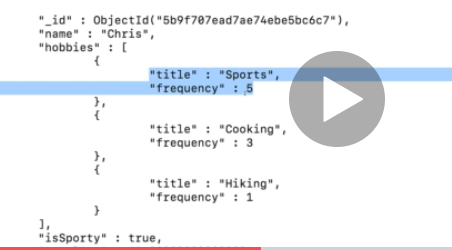 "_id" : ObjectId("5b9f707ead7ae74ebe5bc6c7"),
"name" : "Chris",
"hobbies" : [
{
"title" : "Sports",
"frequency" : 5
},
{
"title" : "Cooking",
"frequency" : 3
},
{
"title" : "Hiking",
"frequency" : 1
}
],
"isSporty" : true,